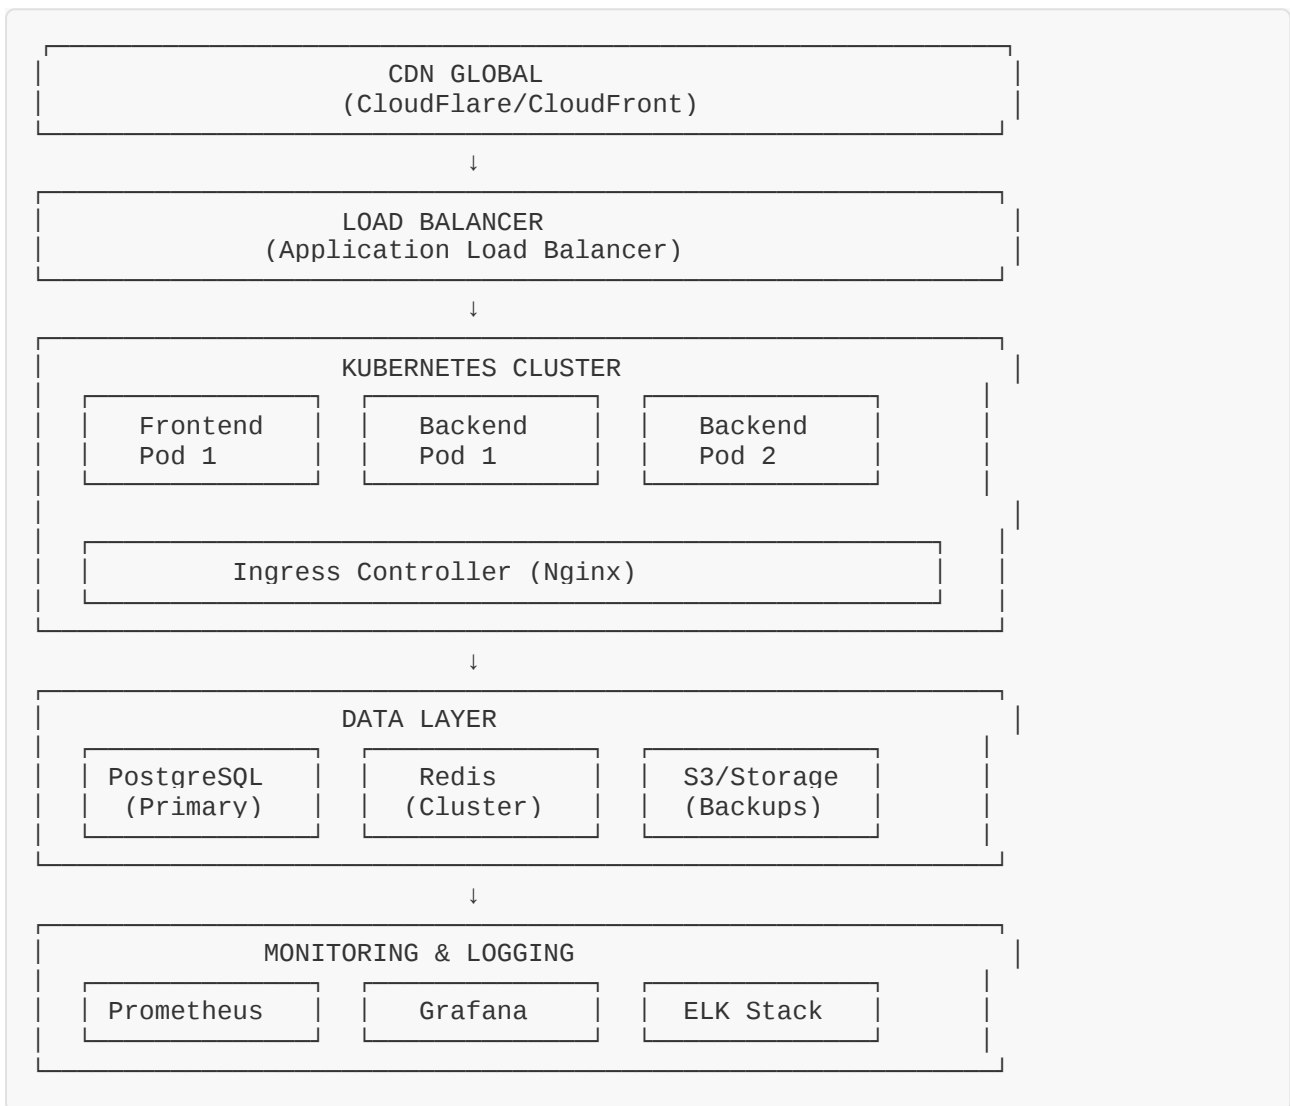 CDN GLOBAL
(CloudFlare/CloudFront)
↓
LOAD BALANCER
(Application Load Balancer)
↓
KUBERNETES CLUSTER
Frontend Backend Backend
Pod 1 Pod 1 Pod 2
Ingress Controller (Nginx)
↓
DATA LAYER
PostgreSQL Redis S3/Storage
(Primary) (Cluster) (Backups)
↓
MONITORING & LOGGING
Prometheus Grafana ELK Stack